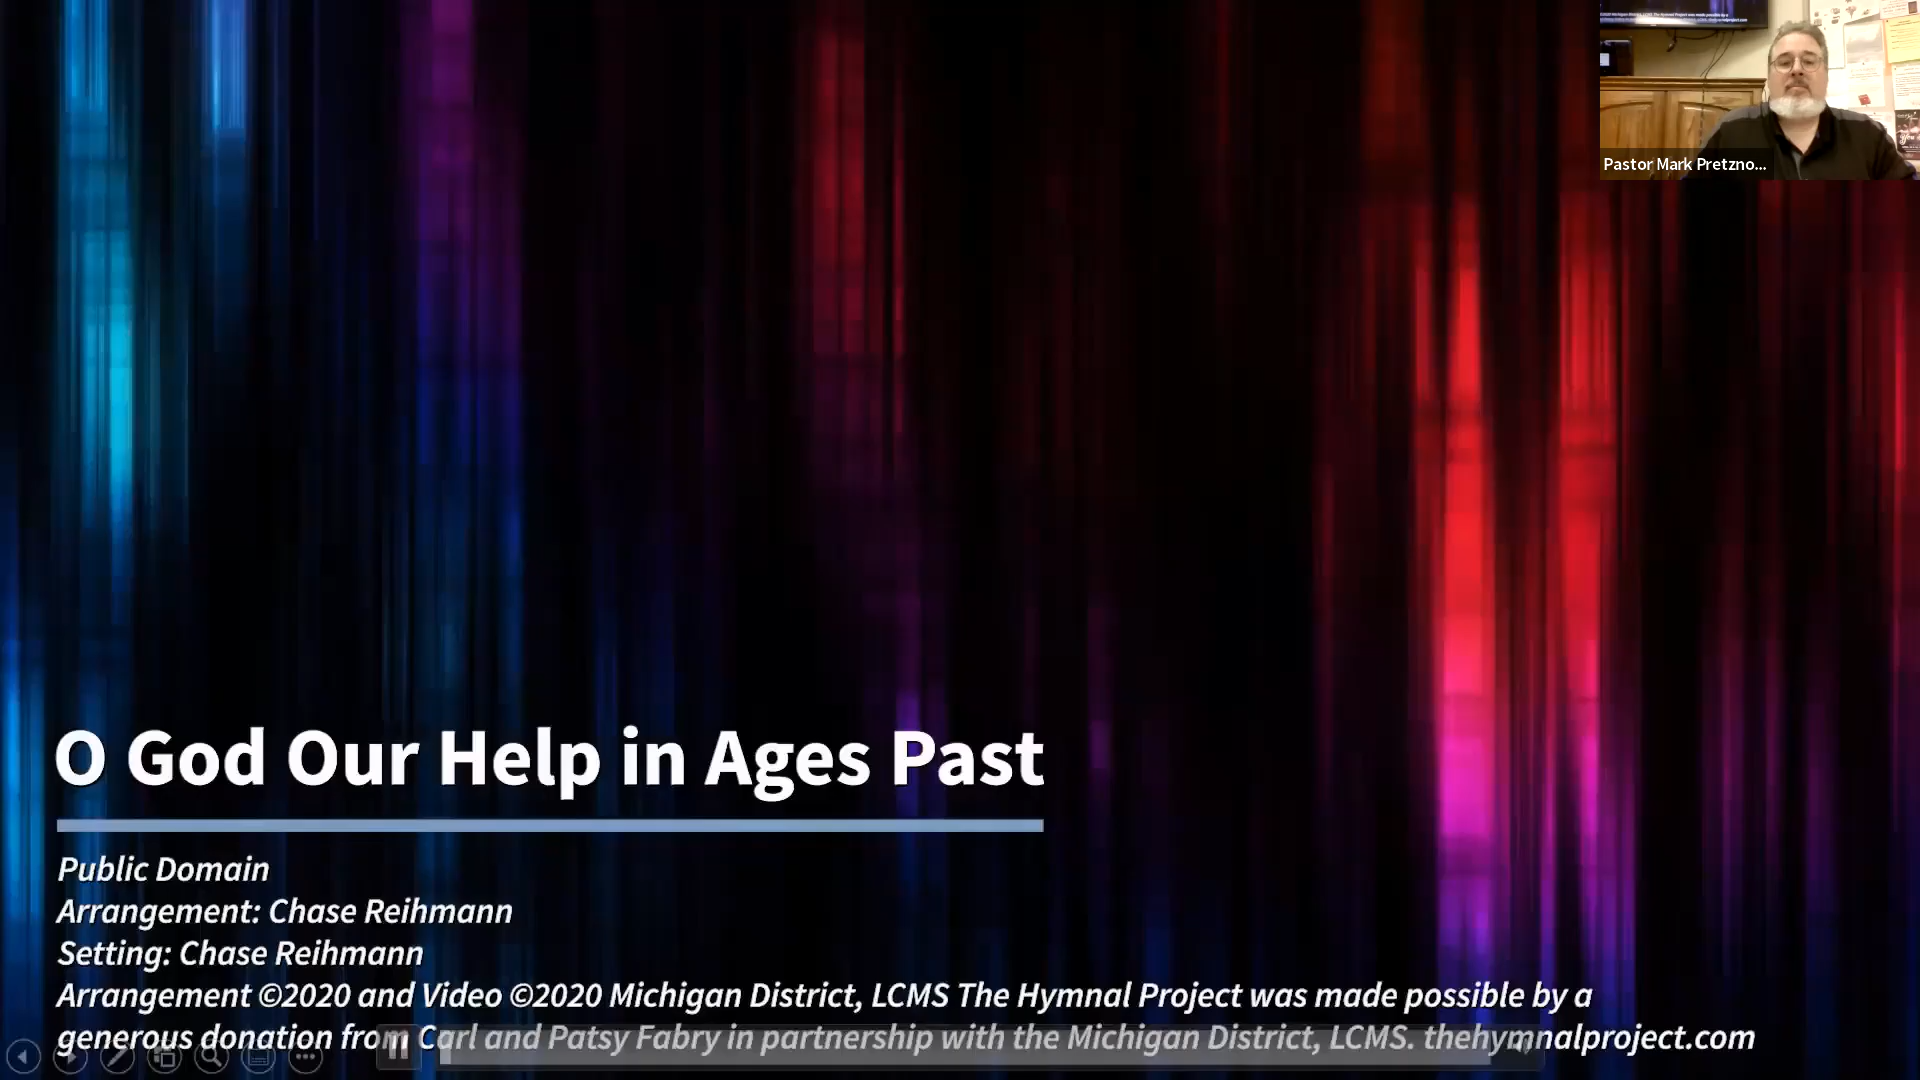 Pastor Mark Pretzno...
O God Our Help in Ages Past
Public Domain
Arrangement: Chase Reihmann
Setting: Chase Reihmann
Arrangement ©2020 and Video ©2020 Michigan District, LCMS The Hymnal Project was made possible by a
generous donation from Carl and Patsy Fabry in partnership with the Michigan District, LCMS. thehymnalproject.com